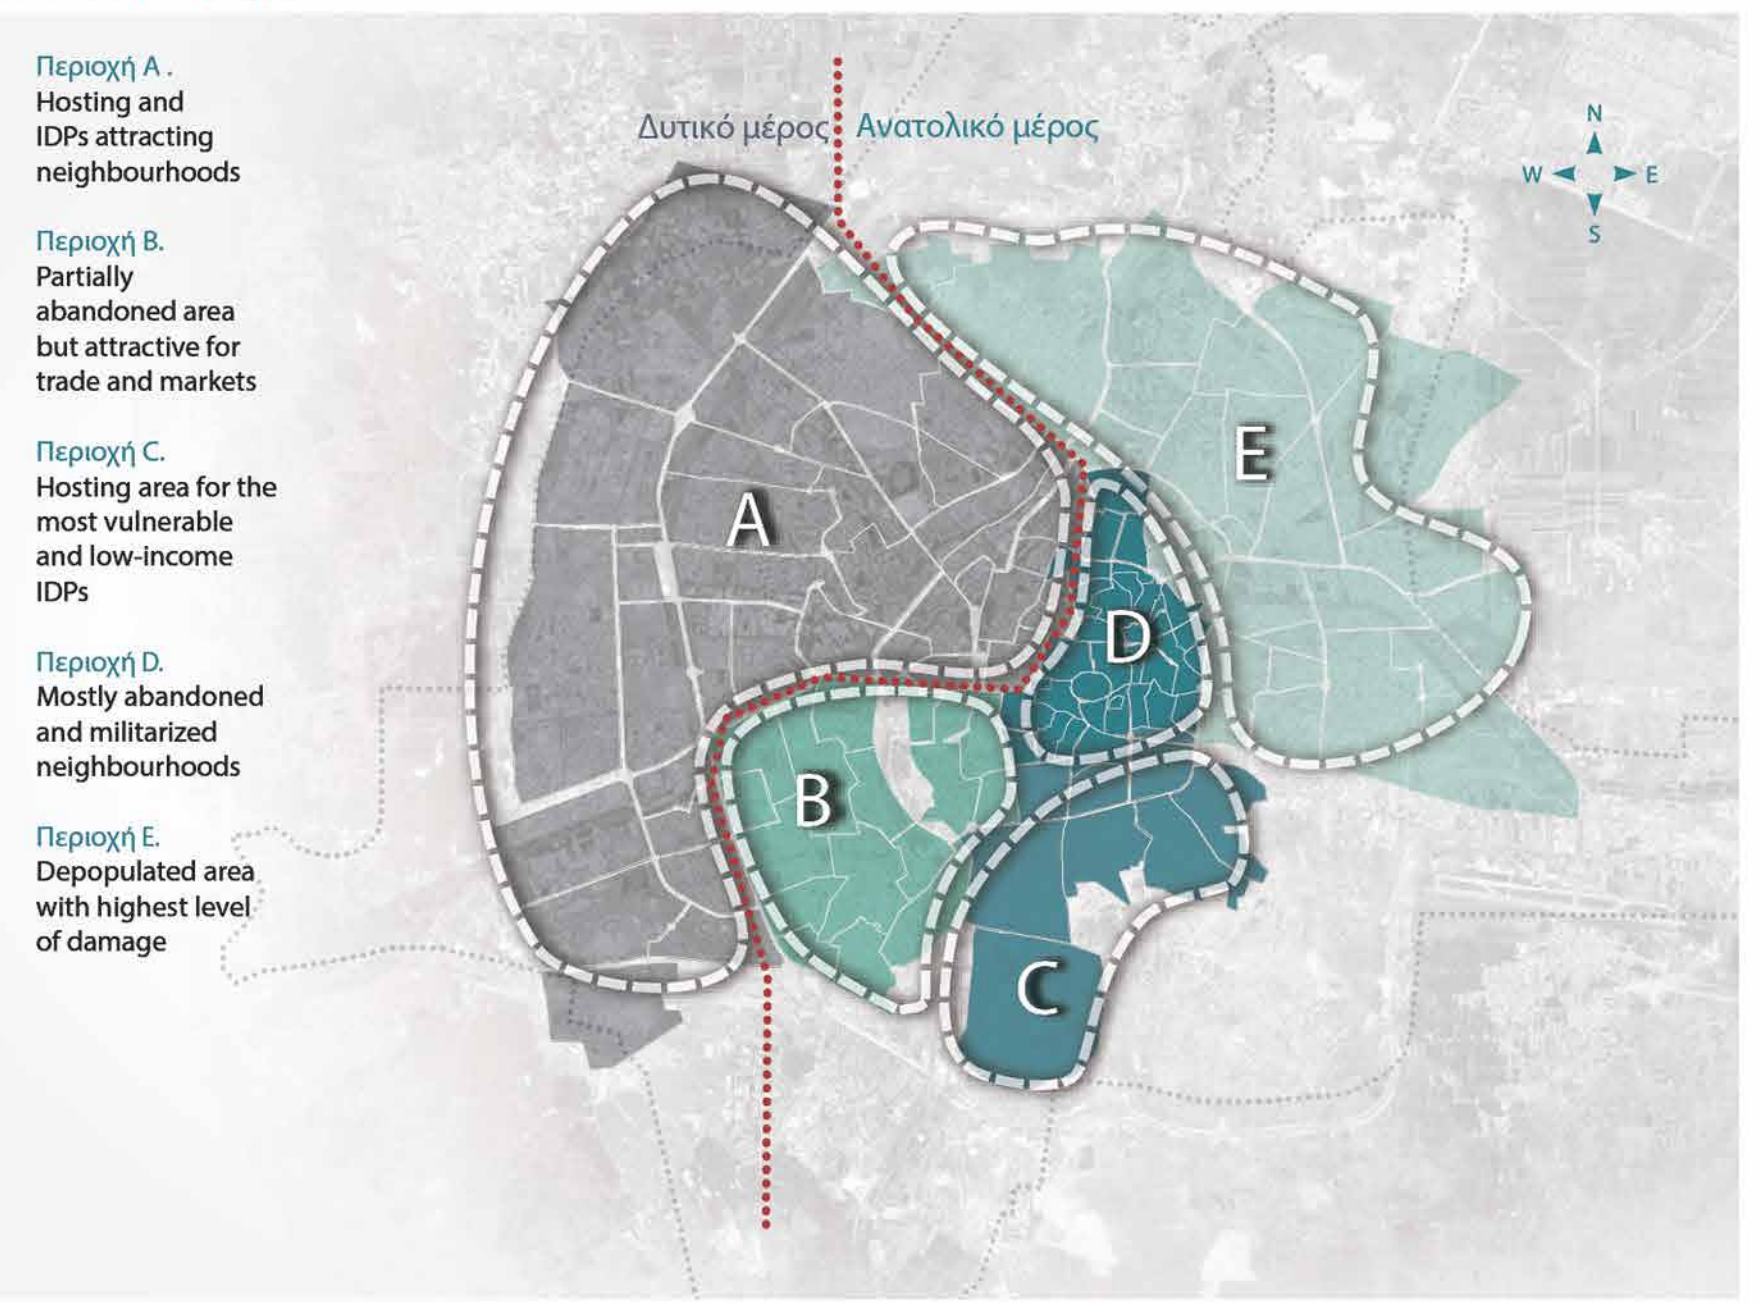 Περιοχή A .
Hosting and
IDPs attracting
neighbourhoods
Περιοχή B.
Partially
abandoned area
but attractive for
trade and markets
Περιοχή C.
Hosting area for the
most vulnerable
and low-income
IDPs
Περιοχή D.
Mostly abandoned
and militarized
neighbourhoods
Περιοχή E.
Depopulated area
with highest level
of damage
Δυτικό μέρος
Ανατολικό μέρος
N
W
E
S
A
E
D
B
C